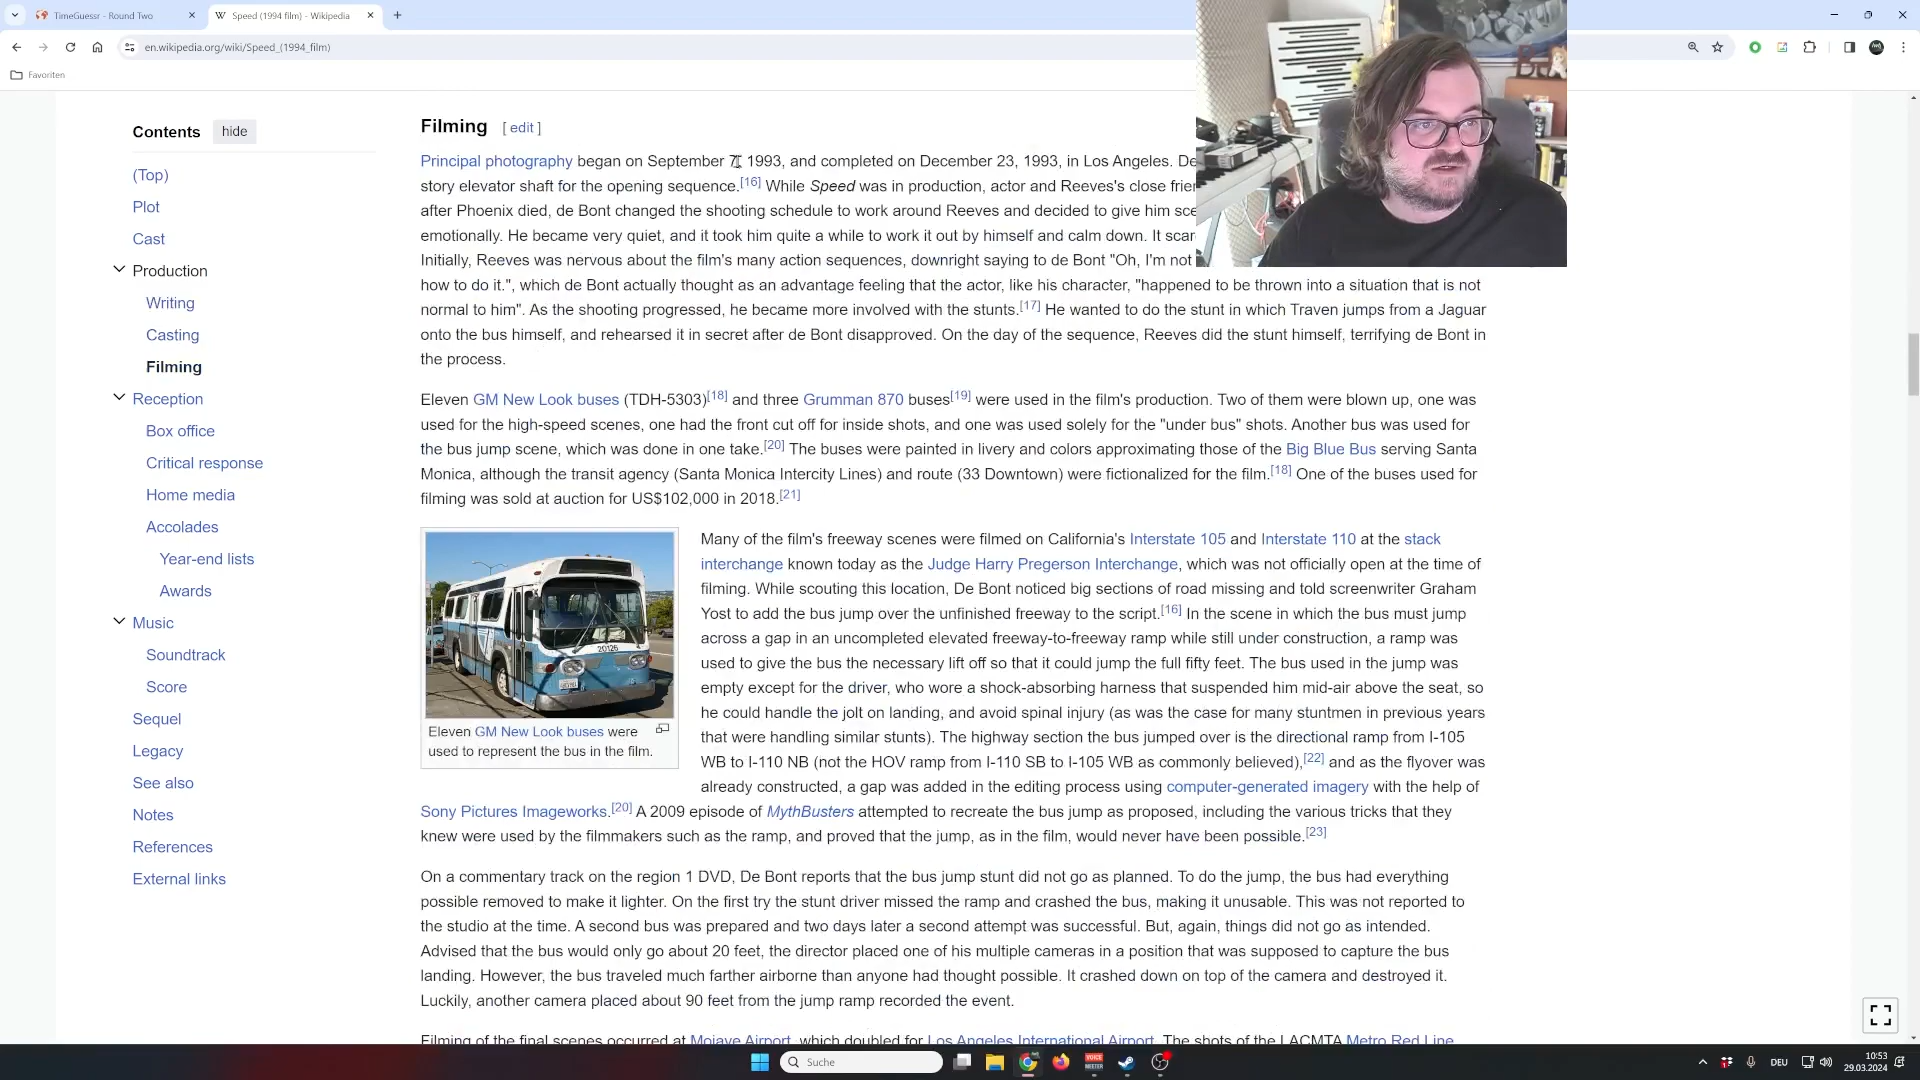 TimeGuessr - Round Two
W Speed (1994 film) - Wikipedia
en.wikipedia.org/wiki/Speed_(1994_film)
Favoriten
Contents hide
(Top)
Plot
Cast
Production
Writing
Casting
Filming
Reception
Box office
Critical response
Home media
Accolades
Year-end lists
Awards
Music
Soundtrack
Score
Sequel
Legacy
See also
Notes
References
External links
Filming [ edit ]
Principal photography began on September 7, 1993, and completed on December 23, 1993, in Los Angeles. De
story elevator shaft for the opening sequence.[16] While Speed was in production, actor and Reeves's close frien
after Phoenix died, de Bont changed the shooting schedule to work around Reeves and decided to give him sce
emotionally. He became very quiet, and it took him quite a while to work it out by himself and calm down. It scar
Initially, Reeves was nervous about the film's many action sequences, downright saying to de Bont "Oh, I'm not
how to do it.", which de Bont actually thought as an advantage feeling that the actor, like his character, "happened to be thrown into a situation that is not
normal to him". As the shooting progressed, he became more involved with the stunts.[17] He wanted to do the stunt in which Traven jumps from a Jaguar
onto the bus himself, and rehearsed it in secret after de Bont disapproved. On the day of the sequence, Reeves did the stunt himself, terrifying de Bont in
the process.
Eleven GM New Look buses (TDH-5303)[18] and three Grumman 870 buses[19] were used in the film's production. Two of them were blown up, one was
used for the high-speed scenes, one had the front cut off for inside shots, and one was used solely for the "under bus" shots. Another bus was used for
the bus jump scene, which was done in one take.[20] The buses were painted in livery and colors approximating those of the Big Blue Bus serving Santa
Monica, although the transit agency (Santa Monica Intercity Lines) and route (33 Downtown) were fictionalized for the film.[18] One of the buses used for
filming was sold at auction for US$102,000 in 2018.[21]
20126
Eleven GM New Look buses were
used to represent the bus in the film.
Many of the film's freeway scenes were filmed on California's Interstate 105 and Interstate 110 at the stack
interchange known today as the Judge Harry Pregerson Interchange, which was not officially open at the time of
filming. While scouting this location, De Bont noticed big sections of road missing and told screenwriter Graham
Yost to add the bus jump over the unfinished freeway to the script.[16] In the scene in which the bus must jump
across a gap in an uncompleted elevated freeway-to-freeway ramp while still under construction, a ramp was
used to give the bus the necessary lift off so that it could jump the full fifty feet. The bus used in the jump was
empty except for the driver, who wore a shock-absorbing harness that suspended him mid-air above the seat, so
he could handle the jolt on landing, and avoid spinal injury (as was the case for many stuntmen in previous years
that were handling similar stunts). The highway section the bus jumped over is the directional ramp from I-105
WB to I-110 NB (not the HOV ramp from I-110 SB to I-105 WB as commonly believed),[22] and as the flyover was
already constructed, a gap was added in the editing process using computer-generated imagery with the help of
Sony Pictures Imageworks.[20] A 2009 episode of MythBusters attempted to recreate the bus jump as proposed, including the various tricks that they
knew were used by the filmmakers such as the ramp, and proved that the jump, as in the film, would never have been possible.[23]
On a commentary track on the region 1 DVD, De Bont reports that the bus jump stunt did not go as planned. To do the jump, the bus had everything
possible removed to make it lighter. On the first try the stunt driver missed the ramp and crashed the bus, making it unusable. This was not reported to
the studio at the time. A second bus was prepared and two days later a second attempt was successful. But, again, things did not go as intended.
Advised that the bus would only go about 20 feet, the director placed one of his multiple cameras in a position that was supposed to capture the bus
landing. However, the bus traveled much farther airborne than anyone had thought possible. It crashed down on top of the camera and destroyed it.
Luckily, another camera placed about 90 feet from the jump ramp recorded the event.
Filming of the final scenes occurred at Mojave Airport, which doubled for Los Angeles International Airport. The shots of the LACMTA Metro Red Line
Suche
VOICE
MEETER
DEU
10:53
29.03.2024